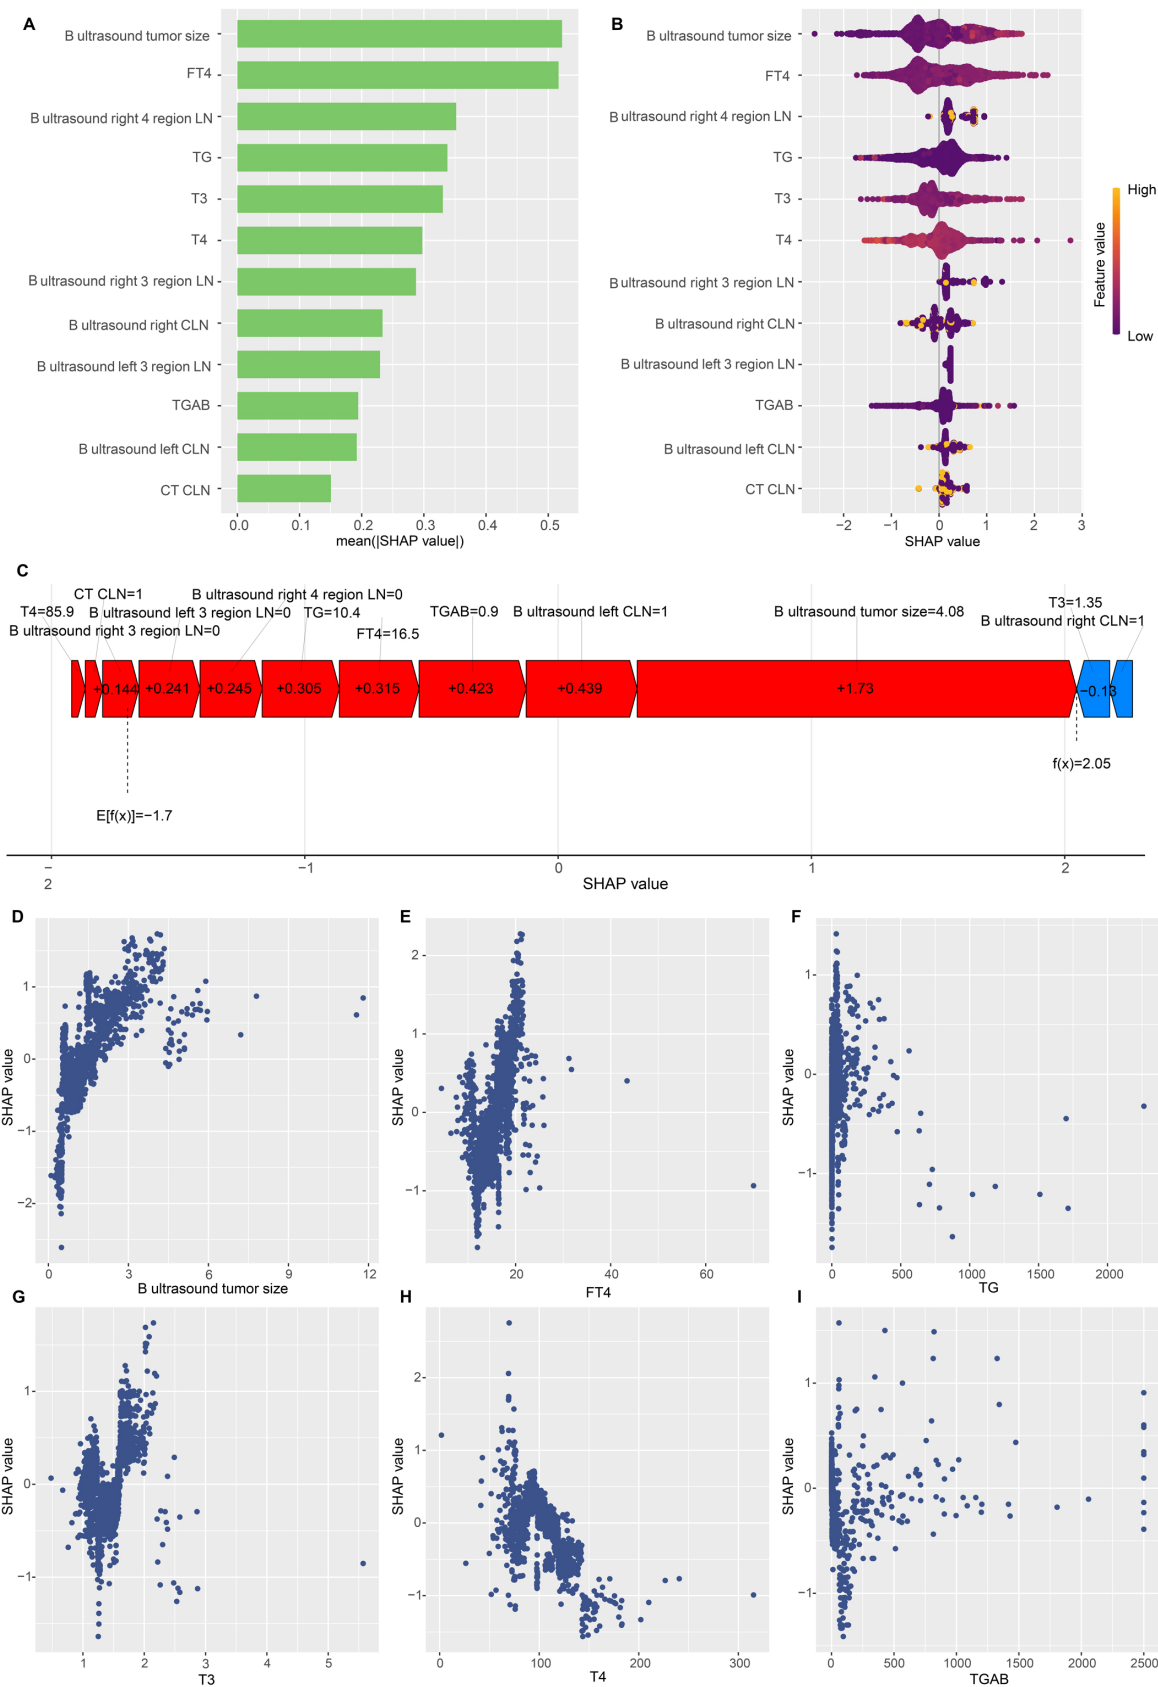 A
B ultrasound tumor size
FT4
B ultrasound right 4 region LN
TG
T3
T4
B ultrasound right 3 region LN
B ultrasound right CLN
B ultrasound left 3 region LN
TGAB
B ultrasound left CLN
CT CLN
0.0 0.1 0.2 0.3 0.4 0.5
mean(|SHAP value|)
B
B ultrasound tumor size
FT4
B ultrasound right 4 region LN
TG
T3
T4
B ultrasound right 3 region LN
B ultrasound right CLN
B ultrasound left 3 region LN
TGAB
B ultrasound left CLN
CT CLN
−2 −1 0 1 2 3
SHAP value
High
Feature value
Low
C
CT CLN=1 B ultrasound right 4 region LN=0 T3=1.35
T4=85.9 B ultrasound left 3 region LN=0 TG=10.4 TGAB=0.9 B ultrasound left CLN=1 B ultrasound tumor size=4.08
B ultrasound right CLN=1
B ultrasound right 3 region LN=0 FT4=16.5
+0.144 +0.241 +0.245 +0.305 +0.315 +0.423 +0.439 +1.73 −0.13
f(x)=2.05
E[f(x)]=−1.7
−2 −1 0 1 2
SHAP value
D
SHAP value
1
0
−1
−2
0 3 6 9 12
B ultrasound tumor size
E
SHAP value
2
1
0
−1
20 40 60
FT4
F
SHAP value
1
0
−1
0 500 1000 1500 2000
TG
G
SHAP value
1
0
−1
1 2 3 4 5
T3
H
SHAP value
2
1
0
−1
0 100 200 300
T4
I
SHAP value
1
0
−1
0 500 1000 1500 2000 2500
TGAB